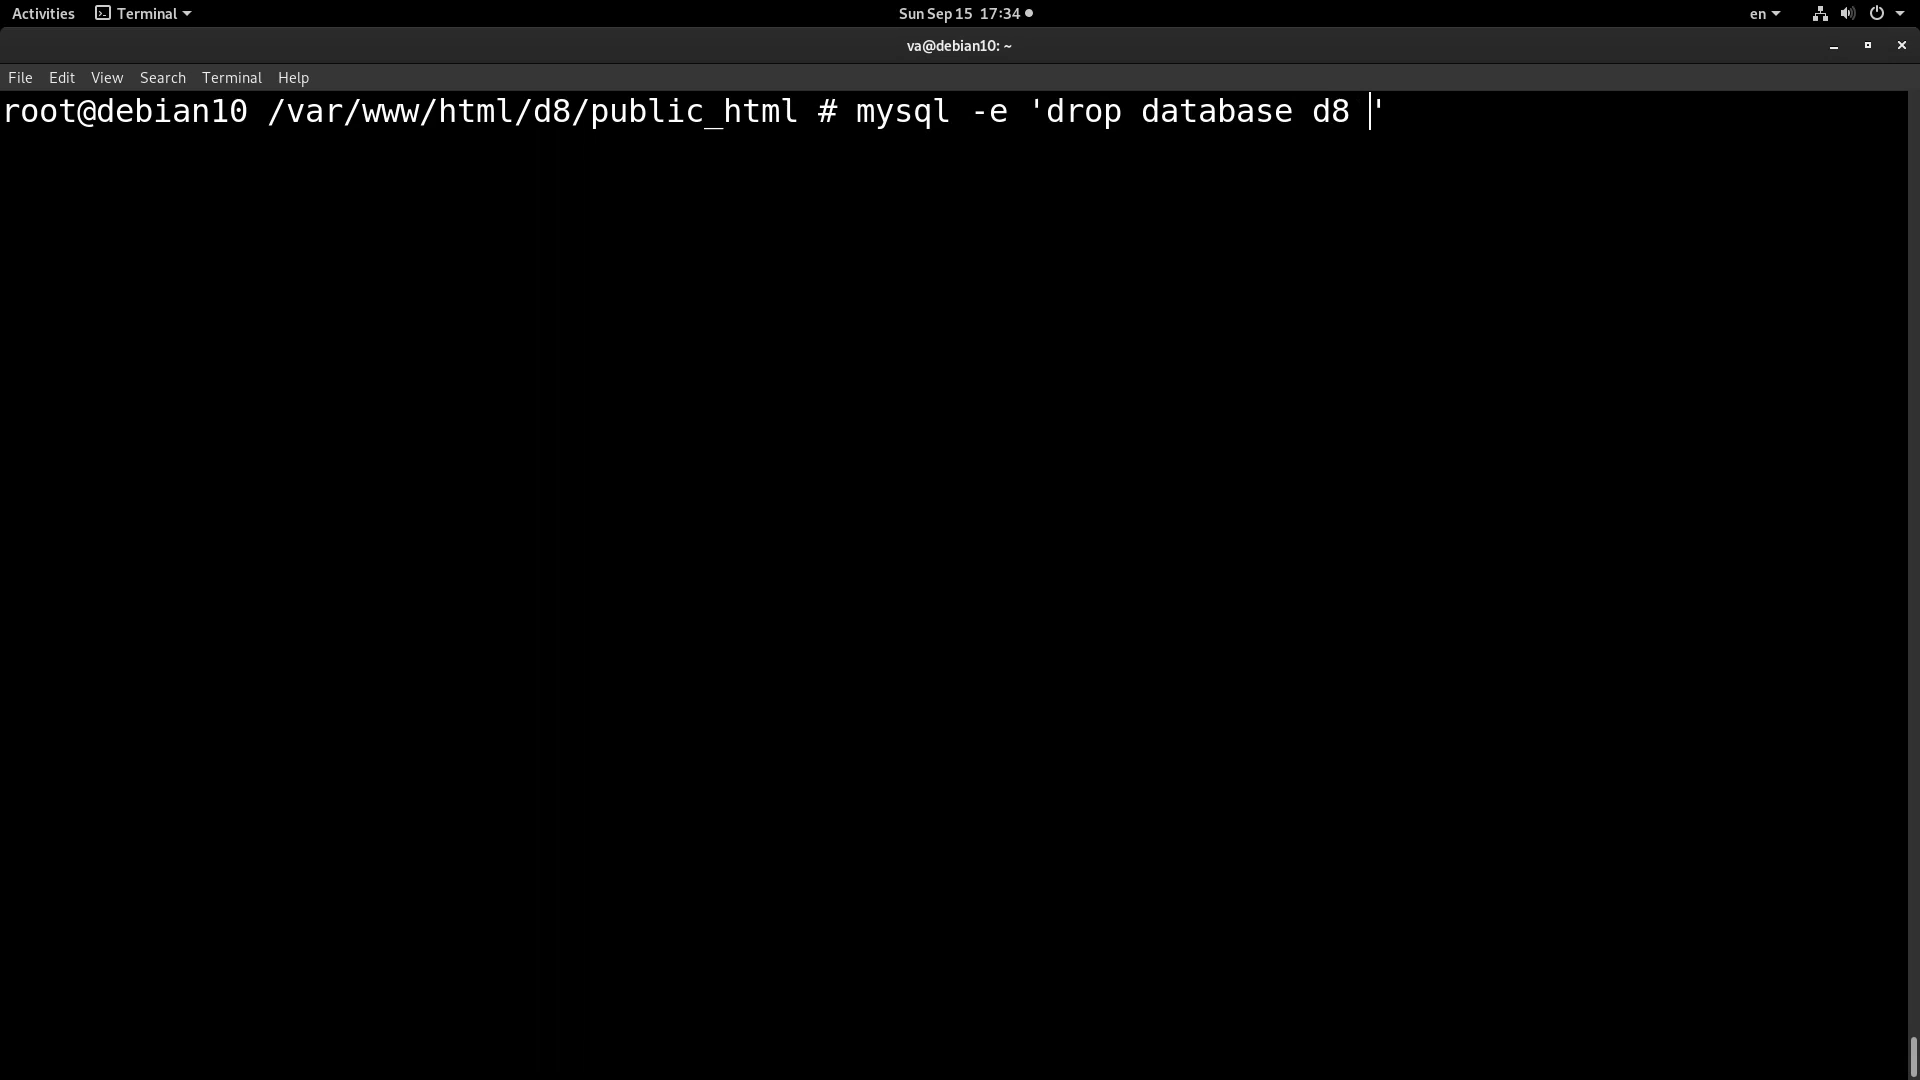 Activities Terminal Sun Sep 15 17:34 en
va@debian10: ~
File Edit View Search Terminal Help
root@debian10 /var/www/html/d8/public_html # mysql -e 'drop database d8 '